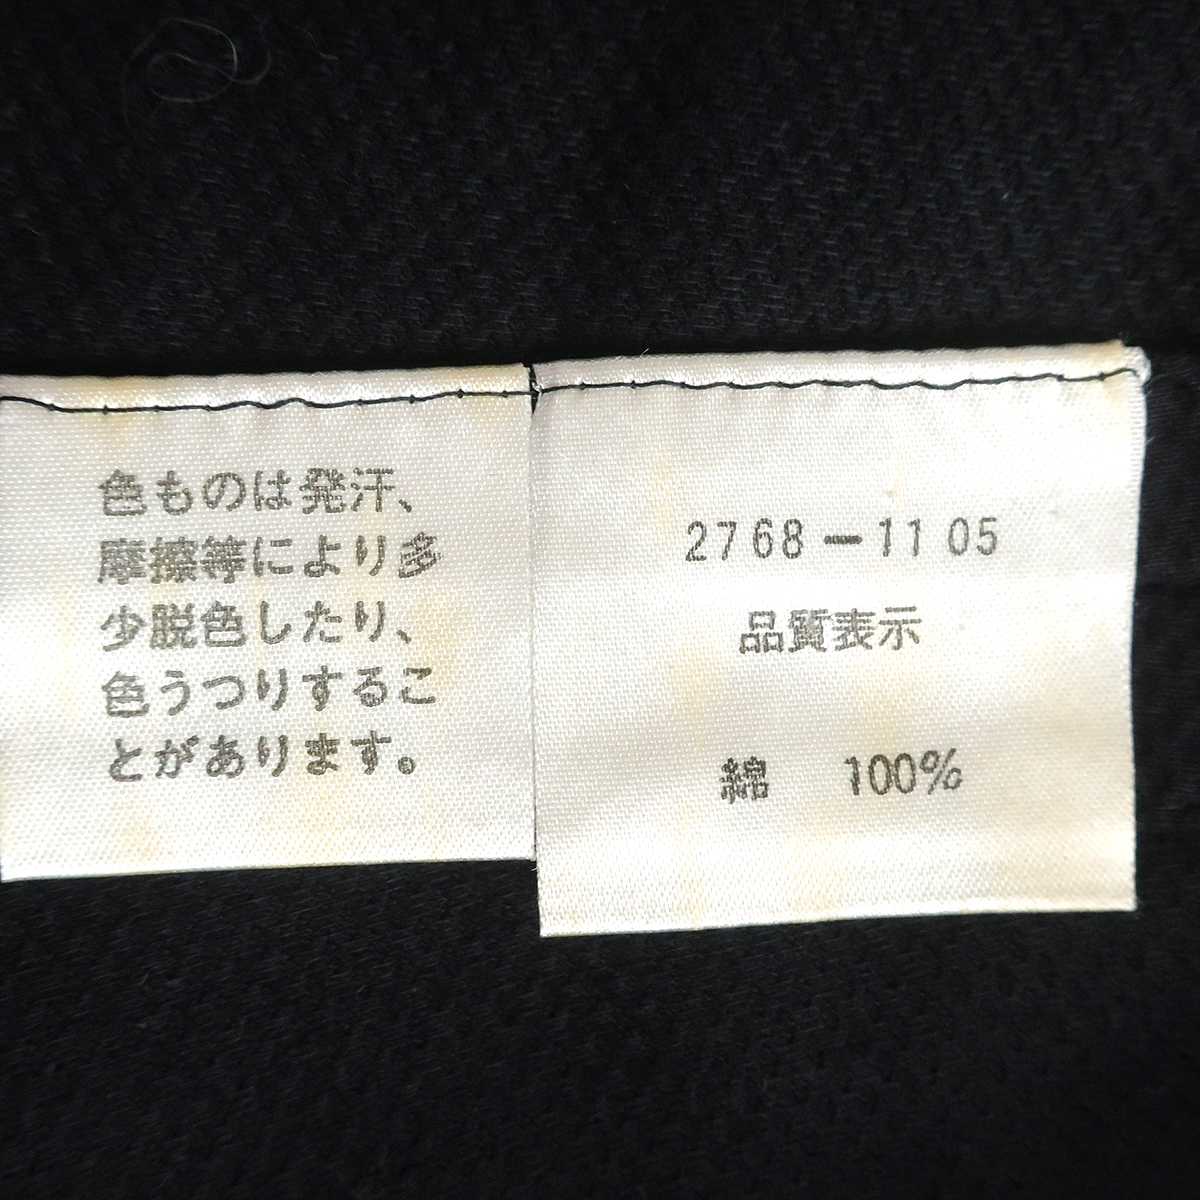 色ものは発汗、
摩擦等により多
少脱色したり、
色うつりするこ
とがあります。
2768-1105
品質表示
綿 100%